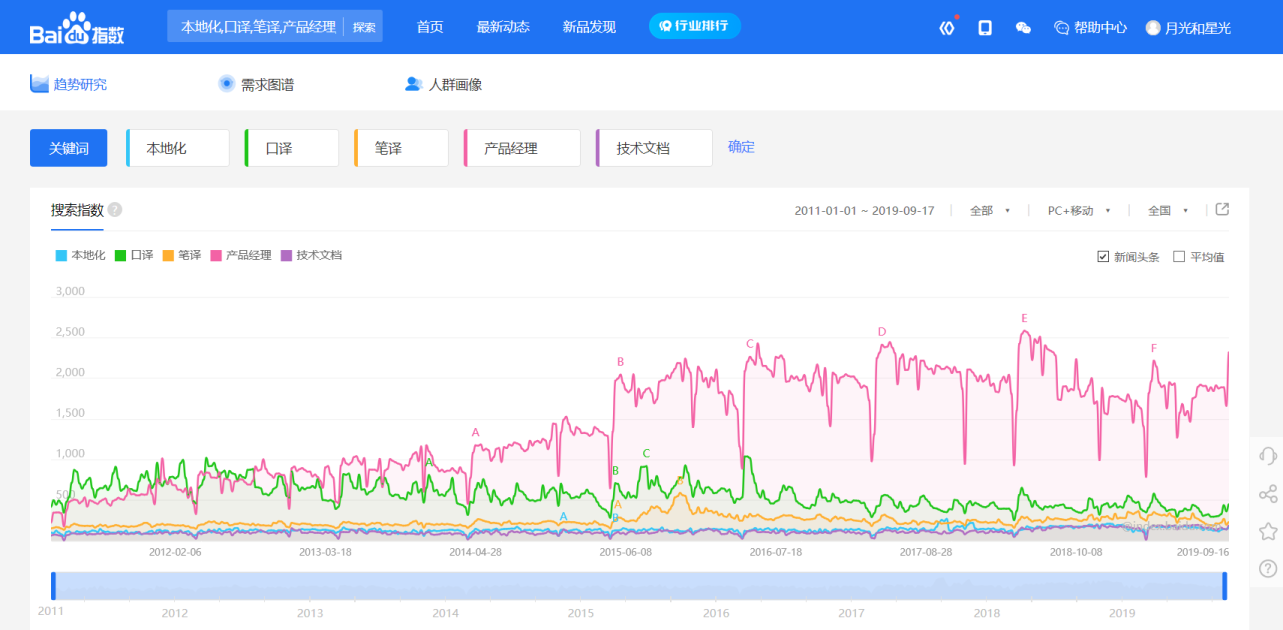 Baidu指数 本地化,口译,笔译,产品经理 探索 首页 最新动态 新品发现 行业排行 帮助中心 月光和星光
趋势研究 需求图谱 人群画像
关键词 本地化 口译 笔译 产品经理 技术文档 确定
搜索指数 ? 2011-01-01 ~ 2019-09-17 全部 PC+移动 全国
本地化 口译 笔译 产品经理 技术文档 新闻头条 平均值
3,000
2,500
2,000
1,500
1,000
500
E
D
C
F
B
A
A
C
B
B
A
A
B
2012-02-06 2013-03-18 2014-04-28 2015-06-08 2016-07-18 2017-08-28 2018-10-08 2019-09-16
2011 2012 2013 2014 2015 2016 2017 2018 2019